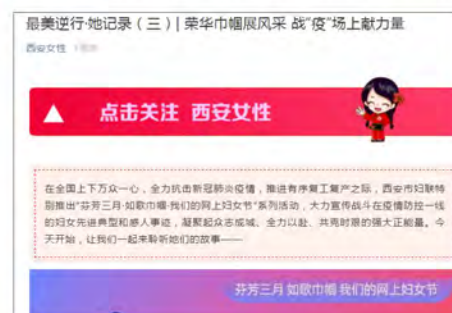 最美逆行·她记录（三）| 荣华巾帼展风采 战“疫”场上献力量
西安女性
点击关注 西安女性
在全国上下万众一心，全力抗击新冠肺炎疫情，推进有序复工复产之际，西安市妇联特
别推出“芬芳三月·如歌巾帼·我们的网上妇女节”系列活动，大力宣传战斗在疫情防控一线
的妇女先进典型和感人事迹，凝聚起众志成城、全力以赴、共克时艰的强大正能量。今
天开始，让我们一起来聆听她们的故事——
芬芳三月 如歌巾帼 我们的网上妇女节